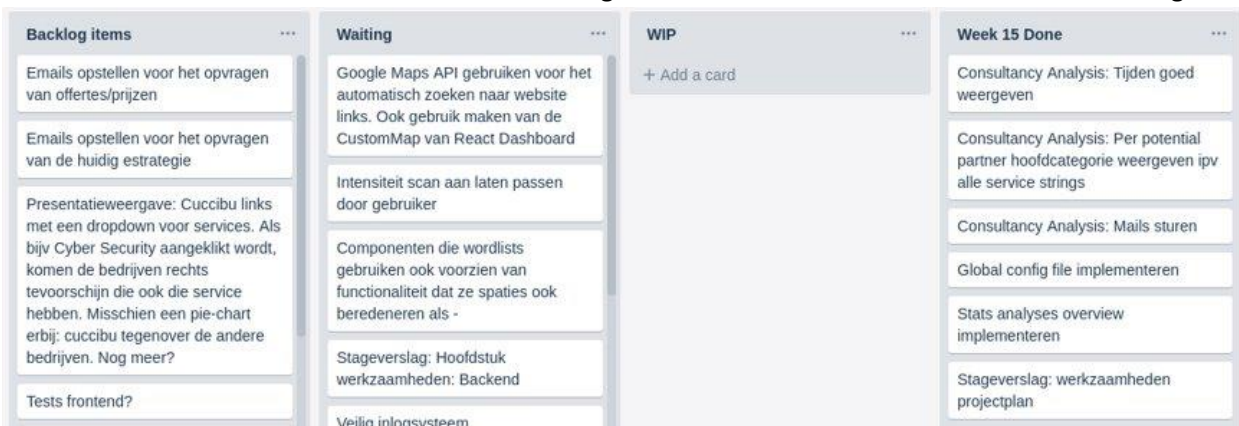 Backlog items
Emails opstellen voor het opvragen
van offertes/prijzen
Emails opstellen voor het opvragen
van de huidig estrategie
Presentatieweergave: Cuccibu links
met een dropdown voor services. Als
bijv Cyber Security aangeklikt wordt,
komen de bedrijven rechts
tevoorschijn die ook die service
hebben. Misschien een pie-chart
erbij: cuccibu tegenover de andere
bedrijven. Nog meer?
Tests frontend?
Waiting
Google Maps API gebruiken voor het
automatisch zoeken naar website
links. Ook gebruik maken van de
CustomMap van React Dashboard
Intensiteit scan aan laten passen
door gebruiker
Componenten die wordlists
gebruiken ook voorzien van
functionaliteit dat ze spaties ook
beredeneren als -
Stageverslag: Hoofdstuk
werkzaamheden: Backend
Veilig inlogsysteem
WIP
+ Add a card
Week 15 Done
Consultancy Analysis: Tijden goed
weergeven
Consultancy Analysis: Per potential
partner hoofdcategorie weergeven ipv
alle service strings
Consultancy Analysis: Mails sturen
Global config file implementeren
Stats analyses overview
implementeren
Stageverslag: werkzaamheden
projectplan